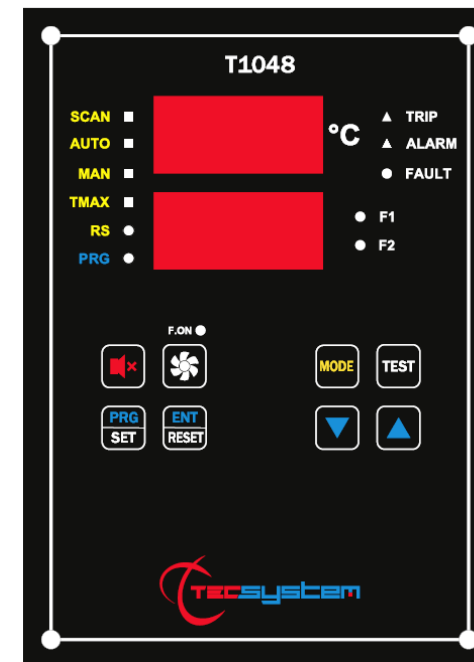 T1048
SCAN
AUTO
MAN
TMAX
RS
PRG
°C
TRIP
ALARM
FAULT
F1
F2
F.ON
MODE
TEST
PRG
SET
ENT
RESET
TECSYSTEM